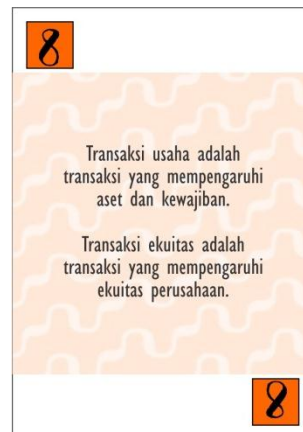 8
Transaksi usaha adalah
transaksi yang mempengaruhi
aset dan kewajiban.
Transaksi ekuitas adalah
transaksi yang mempengaruhi
ekuitas perusahaan.
8